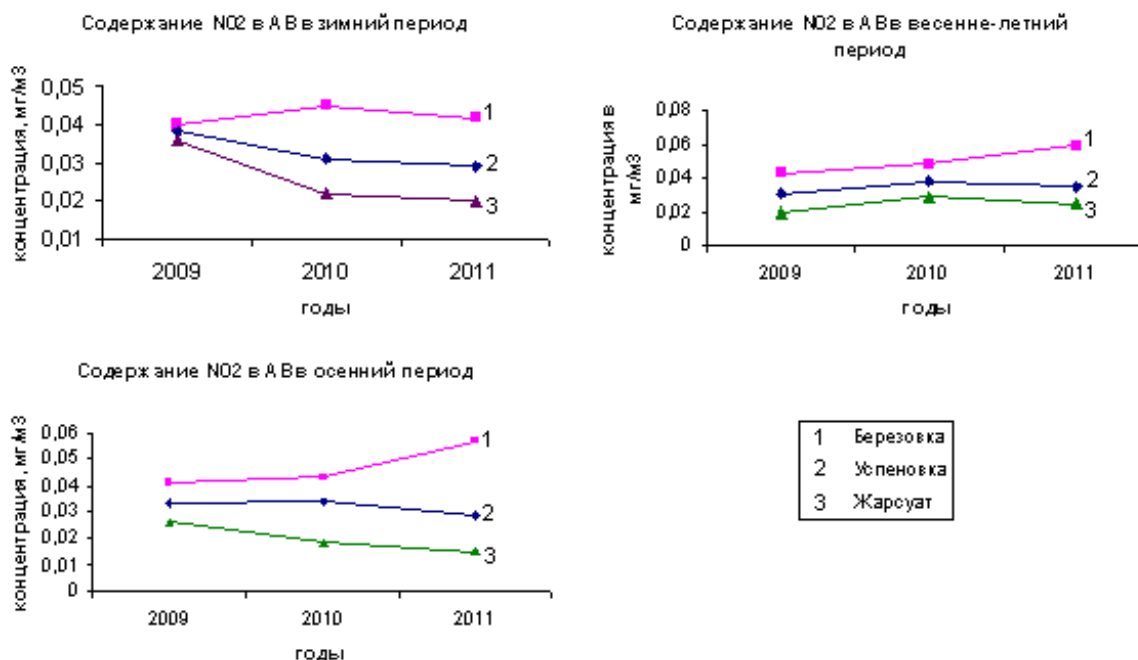 Содержание NO2 в АВ в зимний период
концентрация, мг/м3
0,05
0,04
0,03
0,02
0,01
1
2
3
2009 2010 2011
годы
Содержание NO2 в АВ в весенне-летний
период
концентрация в
мг/м3
0,08
0,06
0,04
0,02
0
1
2
3
2009 2010 2011
годы
Содержание NO2 в АВ в осенний период
концентрация, мг/м3
0,06
0,05
0,04
0,03
0,02
0,01
0
1
2
3
2009 2010 2011
годы
1 Березовка
2 Успеновка
3 Жарсуат